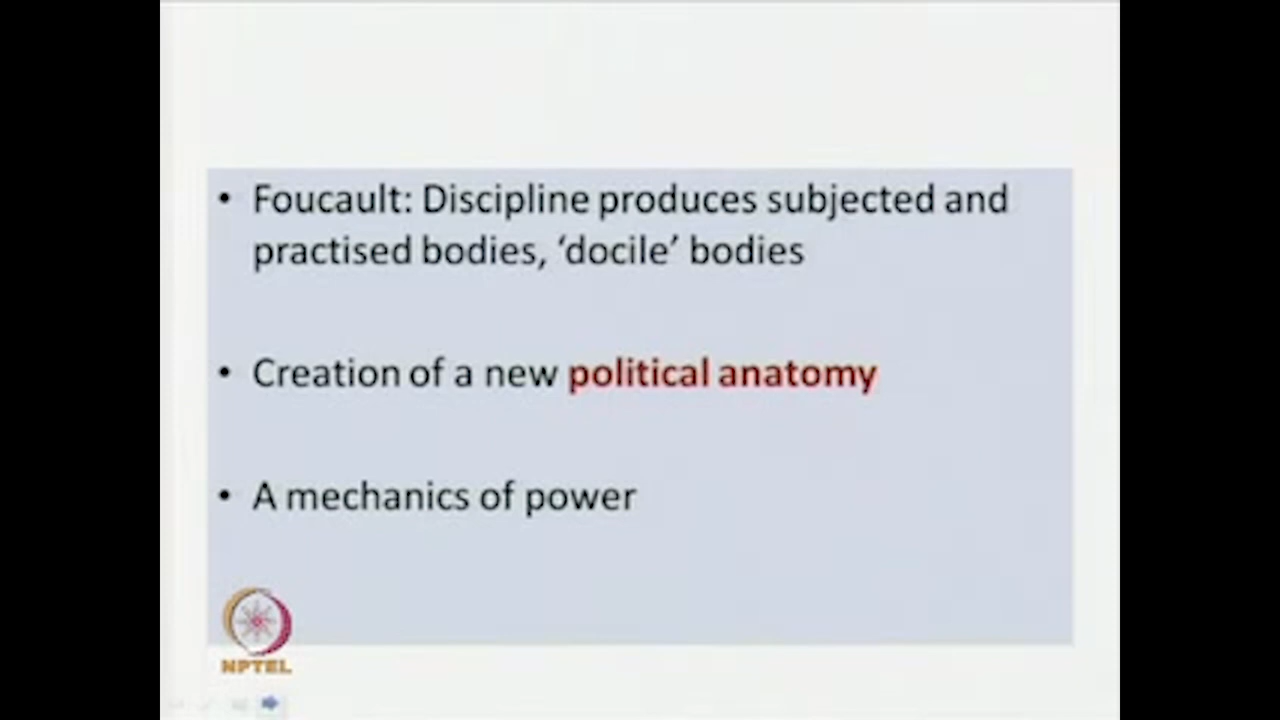 • Foucault: Discipline produces subjected and
practised bodies, ‘docile’ bodies
• Creation of a new political anatomy
• A mechanics of power
NPTEL